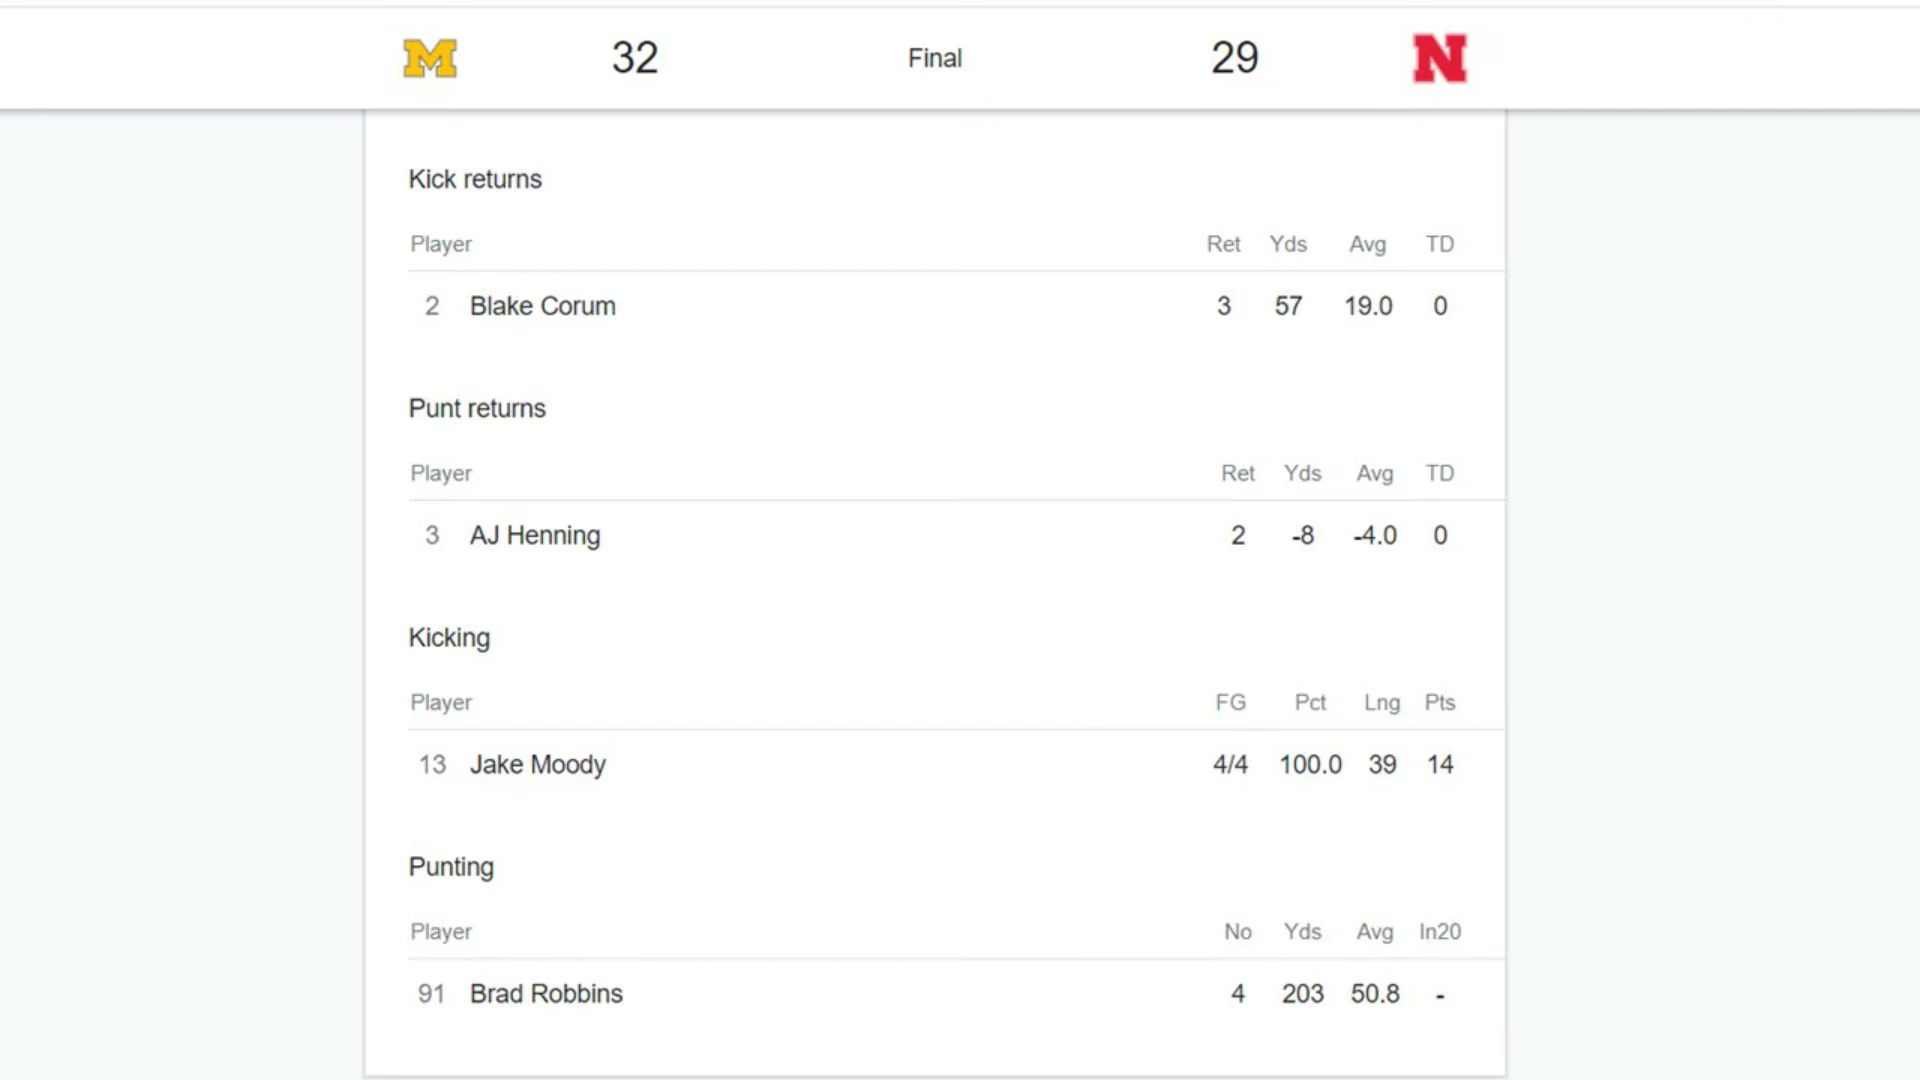 M 32 Final 29 N
Kick returns
Player Ret Yds Avg TD
2 Blake Corum 3 57 19.0 0
Punt returns
Player Ret Yds Avg TD
3 AJ Henning 2 -8 -4.0 0
Kicking
Player FG Pct Lng Pts
13 Jake Moody 4/4 100.0 39 14
Punting
Player No Yds Avg In20
91 Brad Robbins 4 203 50.8 -